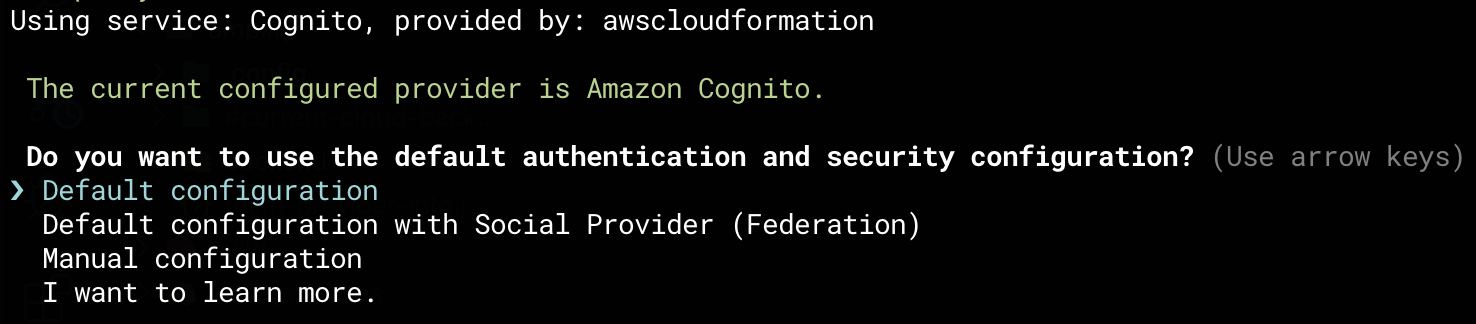 Using service: Cognito, provided by: awscloudformation
The current configured provider is Amazon Cognito.
Do you want to use the default authentication and security configuration? (Use arrow keys)
❯ Default configuration
Default configuration with Social Provider (Federation)
Manual configuration
I want to learn more.